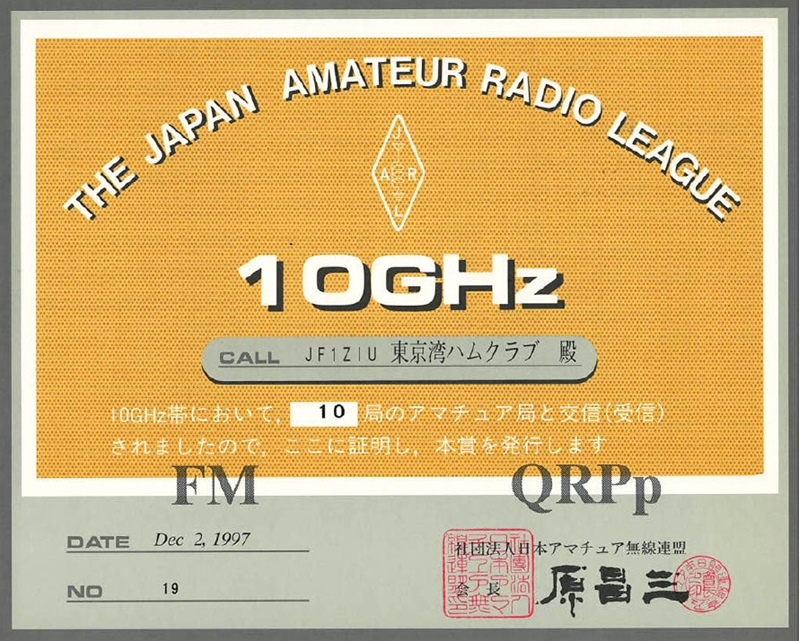 THE JAPAN AMATEUR RADIO LEAGUE
J
A R
L
10GHz
CALL JF1ZIU 東京湾ハムクラブ 殿
10GHz帯において, 10 局のアマチュア局と交信(受信)
されましたので, ここに証明し, 本賞を発行します
FM QRPp
DATE Dec 2, 1997
社団法人日本アマチュア無線連盟
NO 19
会長 原昌三